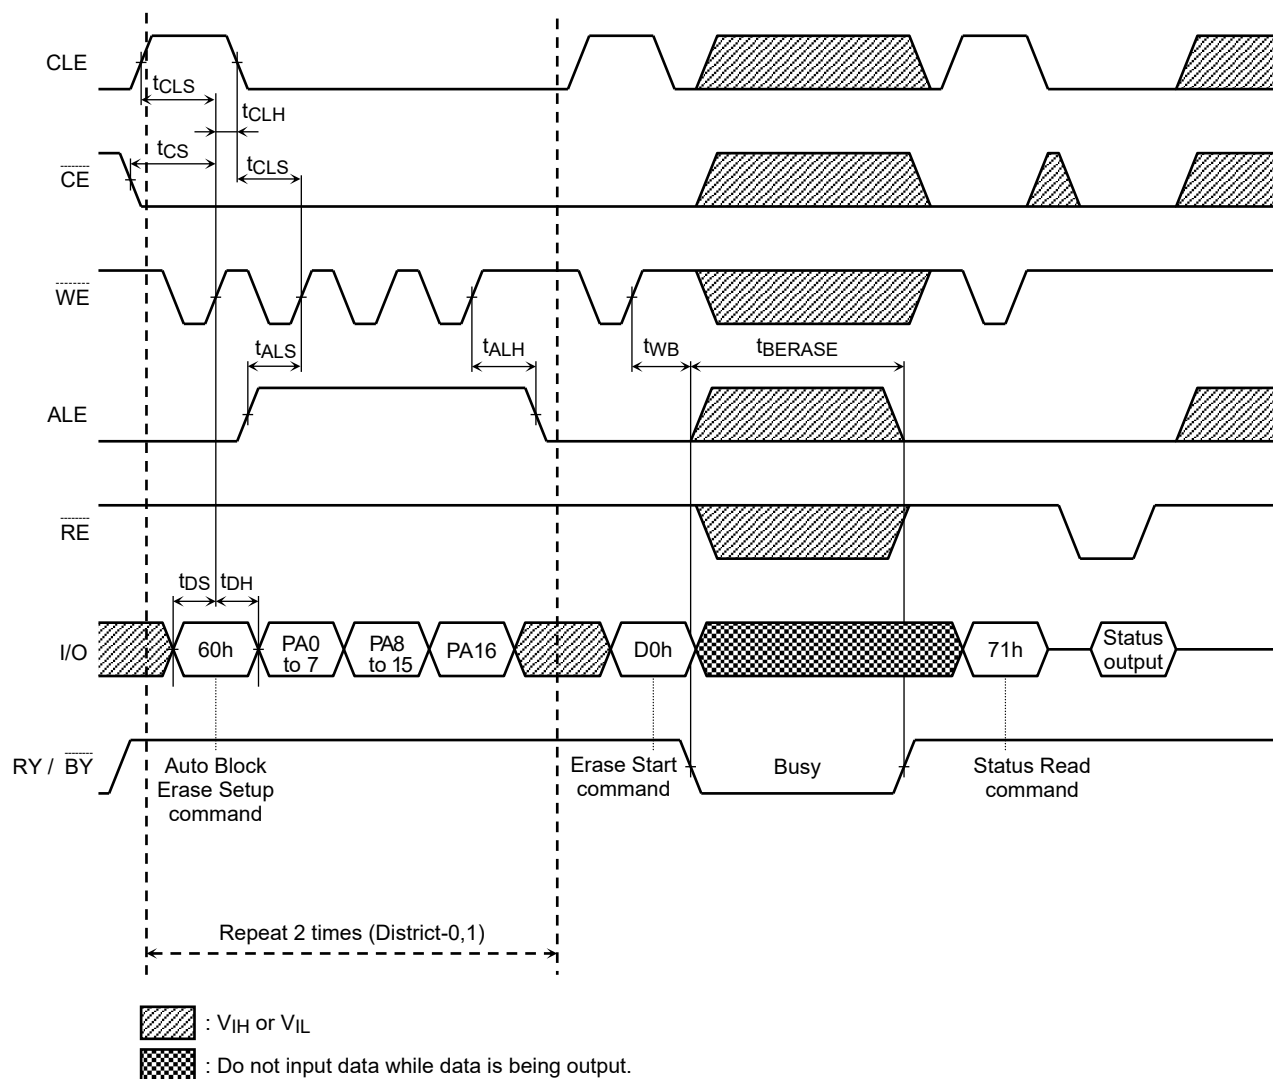 CLE
tCLS
tCLH
tCS
CE
tCLS
WE
tALS
tALH
tWB
tBERASE
ALE
RE
tDS
tDH
I/O
60h
PA0
to 7
PA8
to 15
PA16
D0h
71h
Status
output
RY / BY
Auto Block
Erase Setup
command
Erase Start
command
Busy
Status Read
command
Repeat 2 times (District-0,1)
: VIH or VIL
: Do not input data while data is being output.